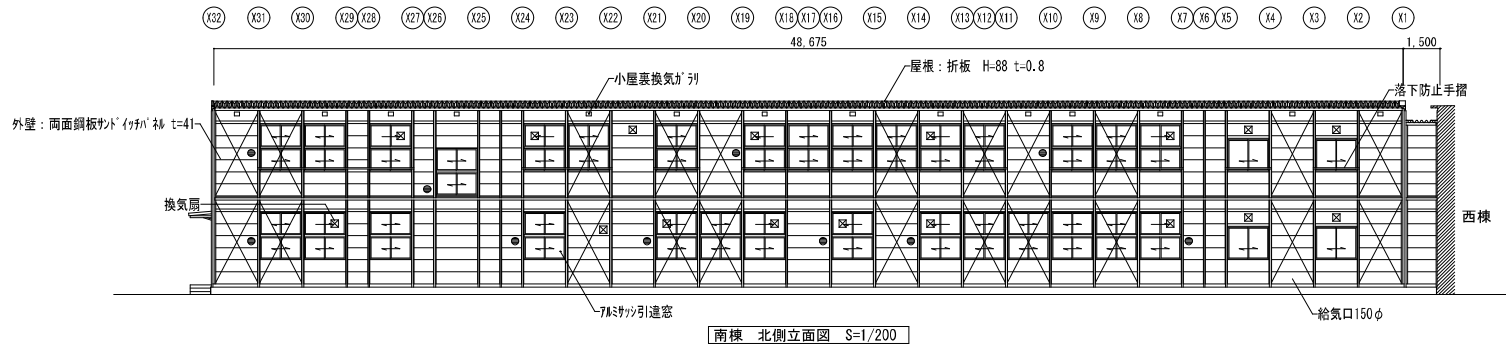 X32 X31 X30 X29 X28 X27 X26 X25 X24 X23 X22 X21 X20 X19 X18 X17 X16 X15 X14 X13 X12 X11 X10 X9 X8 X7 X6 X5 X4 X3 X2 X1
48,675 1,500
屋根：折板 H=88 t=0.8
小屋裏換気ガラリ
落下防止手摺
外壁：両面鋼板サンドイッチパネル t=41
換気扇
西棟
アルミサッシ引違窓
給気口150φ
南棟 北側立面図 S=1/200